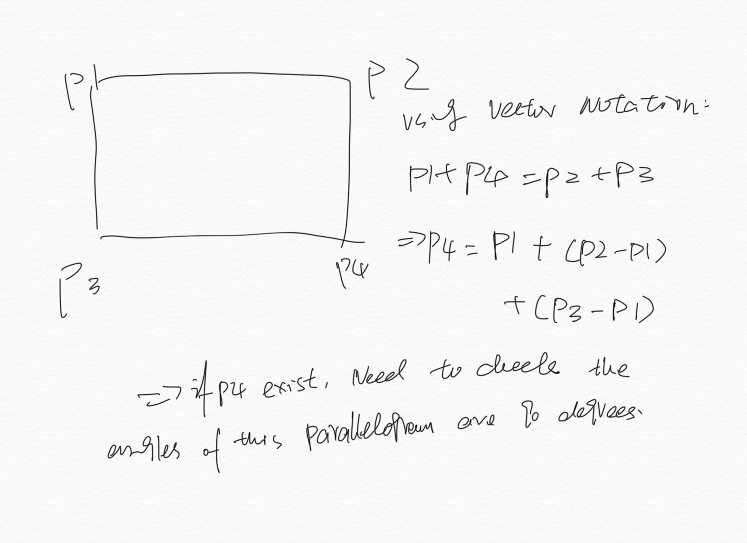 P1
P2
using vector notation:
P1+P4=P2+P3
=>P4=P1+(P2-P1)
+(P3-P1)
P3
P4
=> if P4 exist, Need to check the
angles of this parallelogram are 90 degrees.